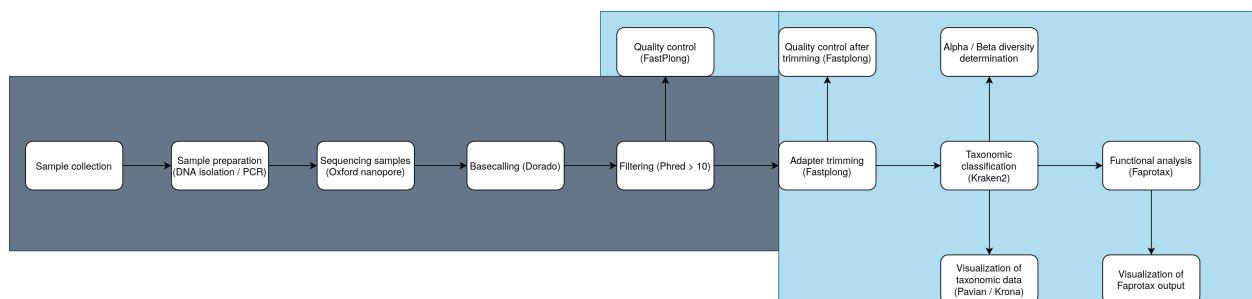 Quality control
(FastPlong)
Quality control after
trimming (Fastplong)
Alpha / Beta diversity
determination
Sample collection
Sample preparation
(DNA isolation / PCR)
Sequencing samples
(Oxford nanopore)
Basecalling (Dorado)
Filtering (Phred > 10)
Adapter trimming
(Fastplong)
Taxonomic
classification
(Kraken2)
Functional analysis
(Faprotax)
Visualization of
taxonomic data
(Pavian / Krona)
Visualization of
Faprotax output